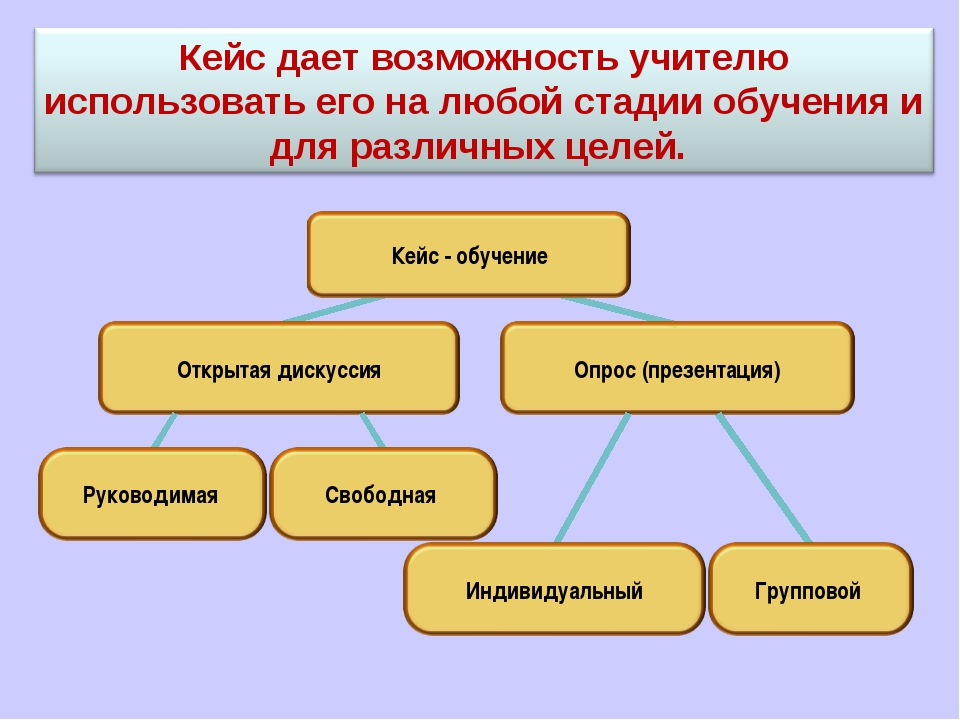 Кейс дает возможность учителю
использовать его на любой стадии обучения и
для различных целей.
Кейс - обучение
Открытая дискуссия
Опрос (презентация)
Руководимая
Свободная
Индивидуальный
Групповой